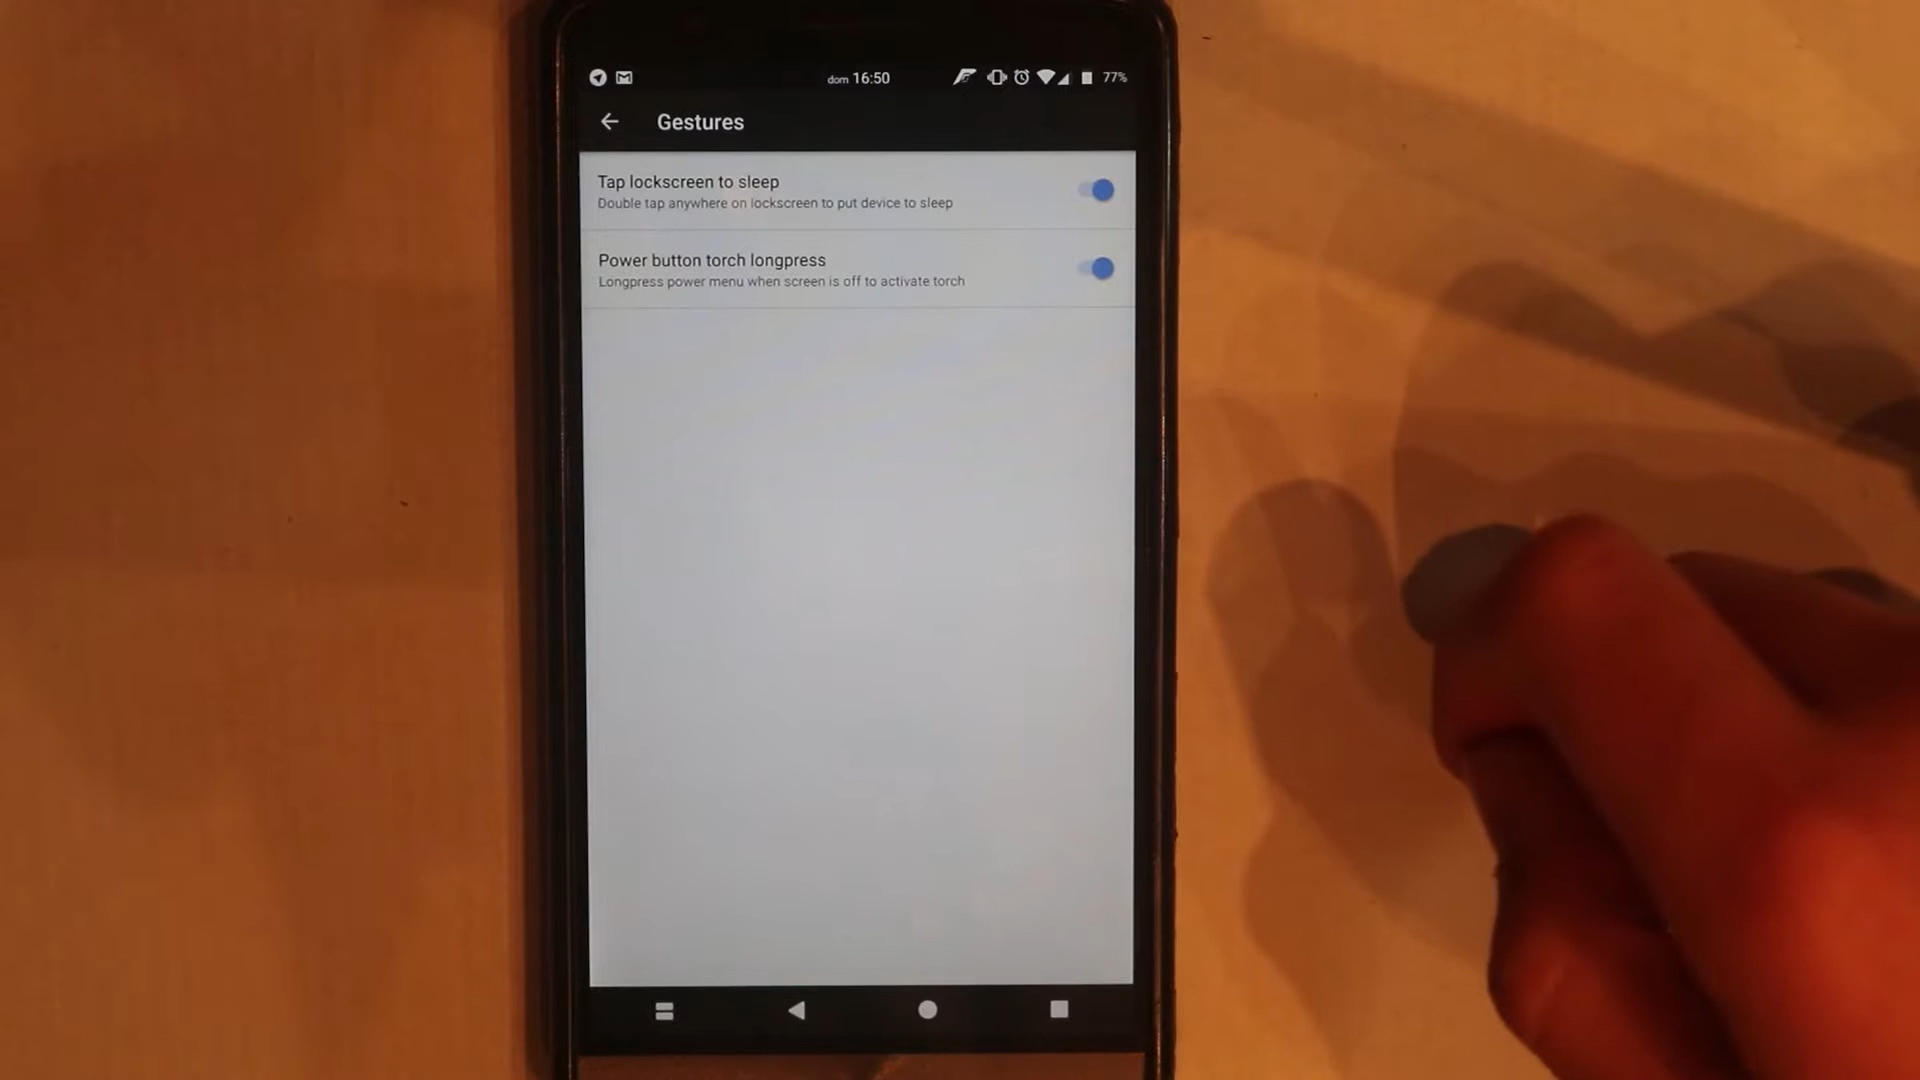 dom 16:50 77%
Gestures
Tap lockscreen to sleep
Double tap anywhere on lockscreen to put device to sleep
Power button torch longpress
Longpress power menu when screen is off to activate torch